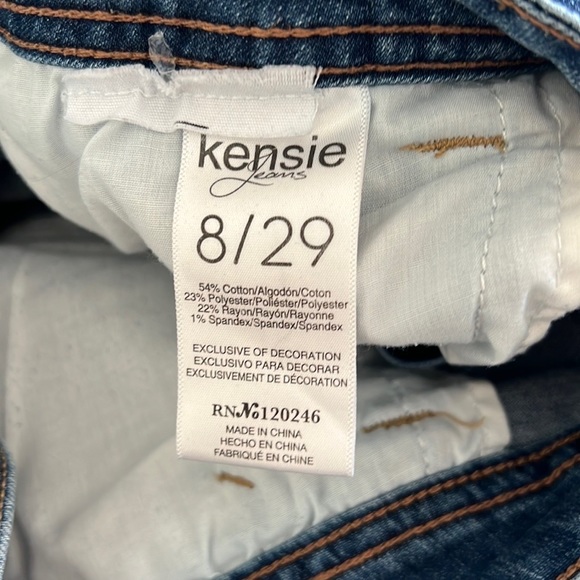 kensie
Jeans
8/29
54% Cotton/Algodón/Coton
23% Polyester/Poliéster/Polyester
22% Rayon/Rayón/Rayonne
1% Spandex/Spandex/Spandex
EXCLUSIVE OF DECORATION
EXCLUSIVO PARA DECORAR
EXCLUSIVEMENT DE DÉCORATION
RN№120246
MADE IN CHINA
HECHO EN CHINA
FABRIQUÉ EN CHINE